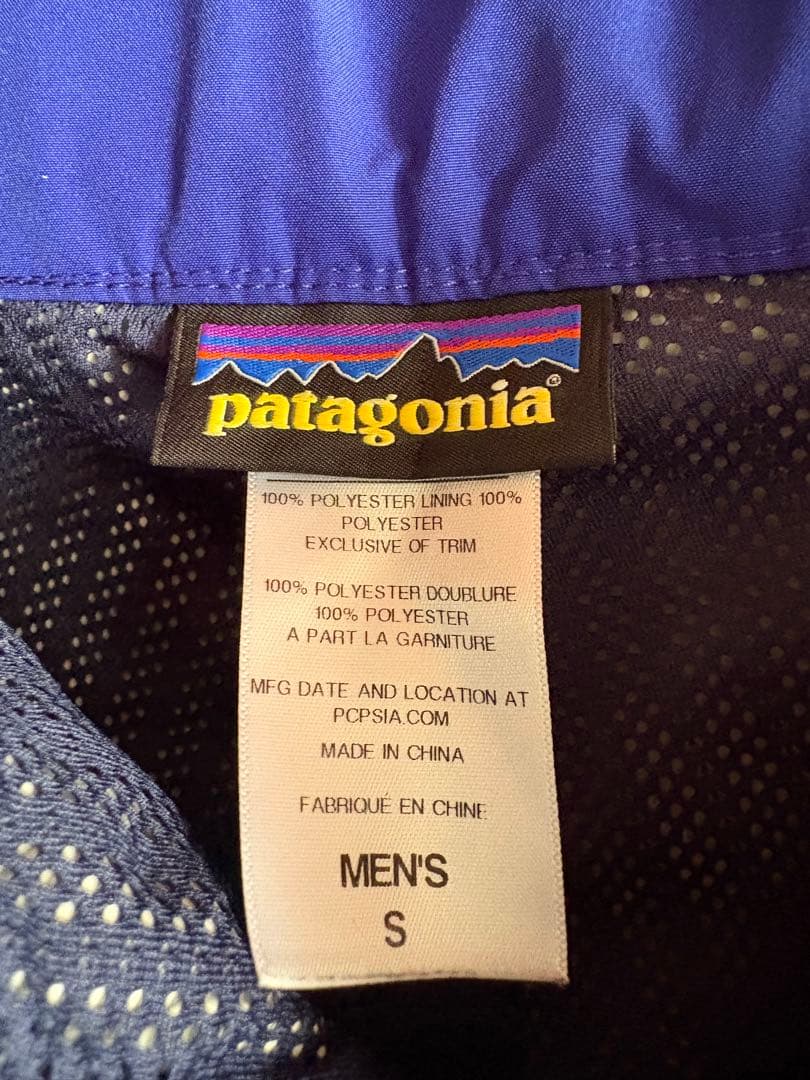 patagonia®
100% POLYESTER LINING 100%
POLYESTER
EXCLUSIVE OF TRIM
100% POLYESTER DOUBLURE
100% POLYESTER
A PART LA GARNITURE
MFG DATE AND LOCATION AT
PCPSIA.COM
MADE IN CHINA
FABRIQUÉ EN CHINE
MEN'S
S